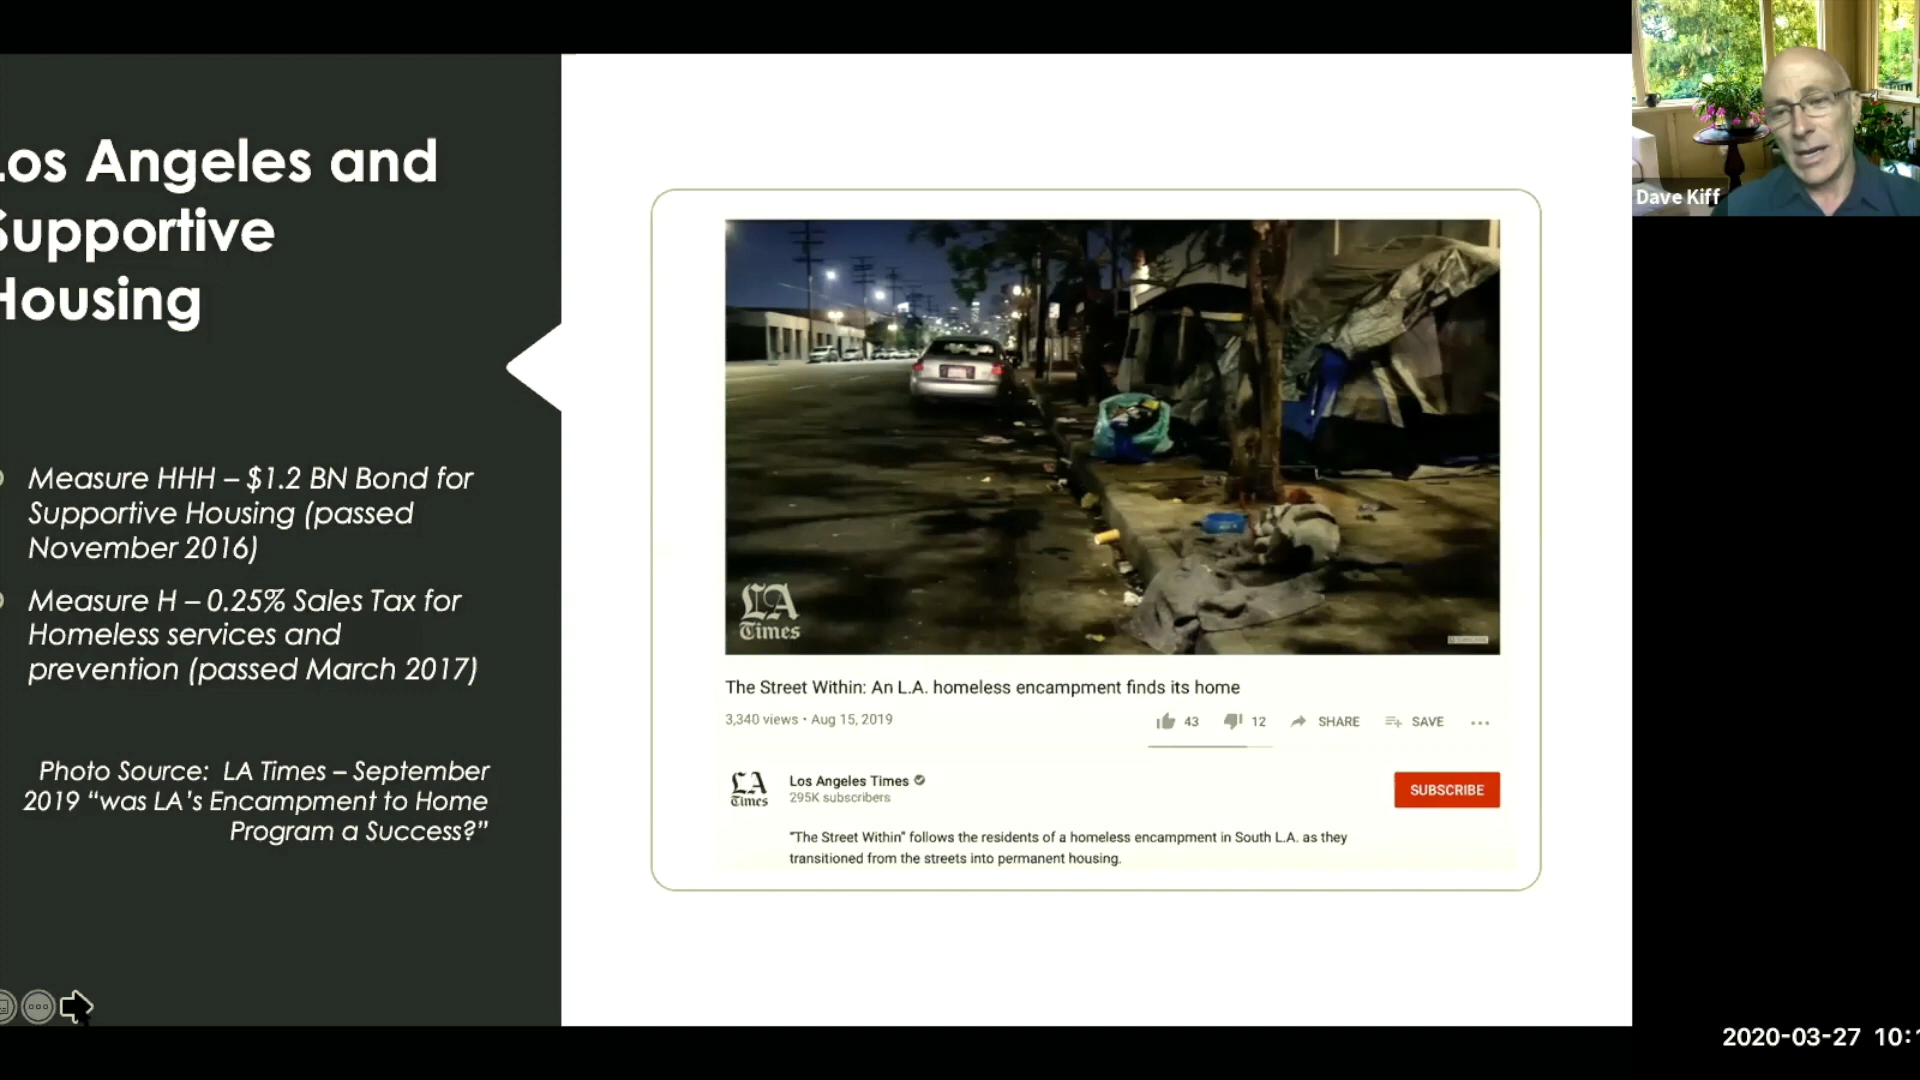 os Angeles and
Supportive
Housing
Measure HHH – $1.2 BN Bond for
Supportive Housing (passed
November 2016)
Measure H – 0.25% Sales Tax for
Homeless services and
prevention (passed March 2017)
Photo Source: LA Times – September
2019 “was LA’s Encampment to Home
Program a Success?”
LA
Times
The Street Within: An L.A. homeless encampment finds its home
3,340 views • Aug 15, 2019
43
12
SHARE
SAVE
LA
Times
Los Angeles Times
295K subscribers
SUBSCRIBE
"The Street Within" follows the residents of a homeless encampment in South L.A. as they
transitioned from the streets into permanent housing.
Dave Kiff
2020-03-27 10: